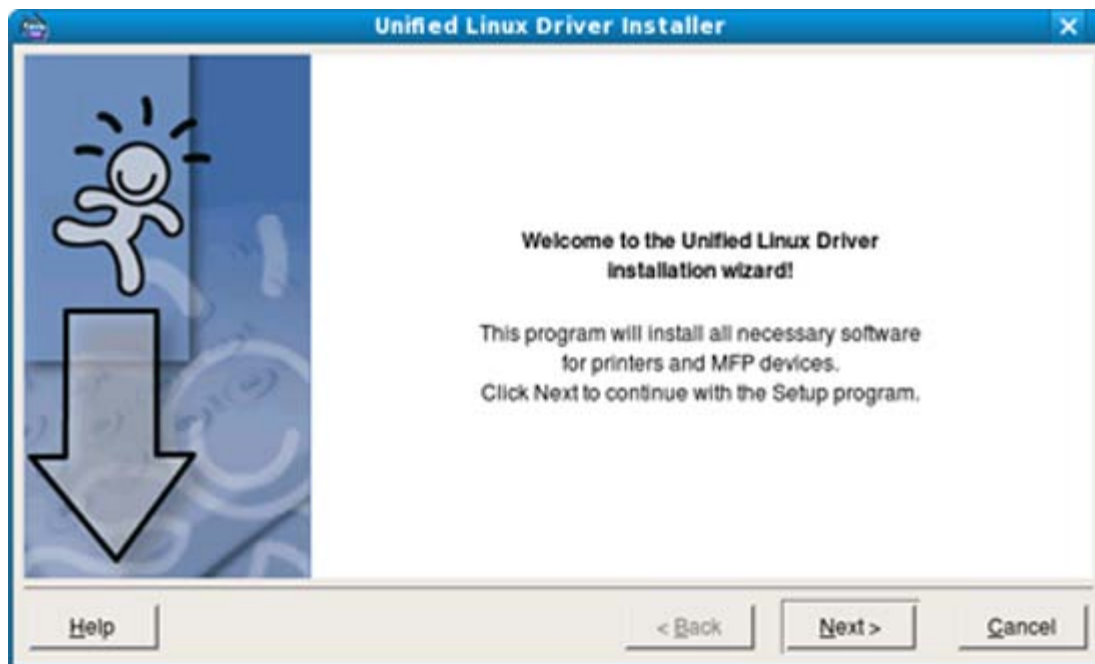 Unified Linux Driver Installer
Welcome to the Unified Linux Driver
installation wizard!
This program will install all necessary software
for printers and MFP devices.
Click Next to continue with the Setup program.
Help
< Back
Next >
Cancel